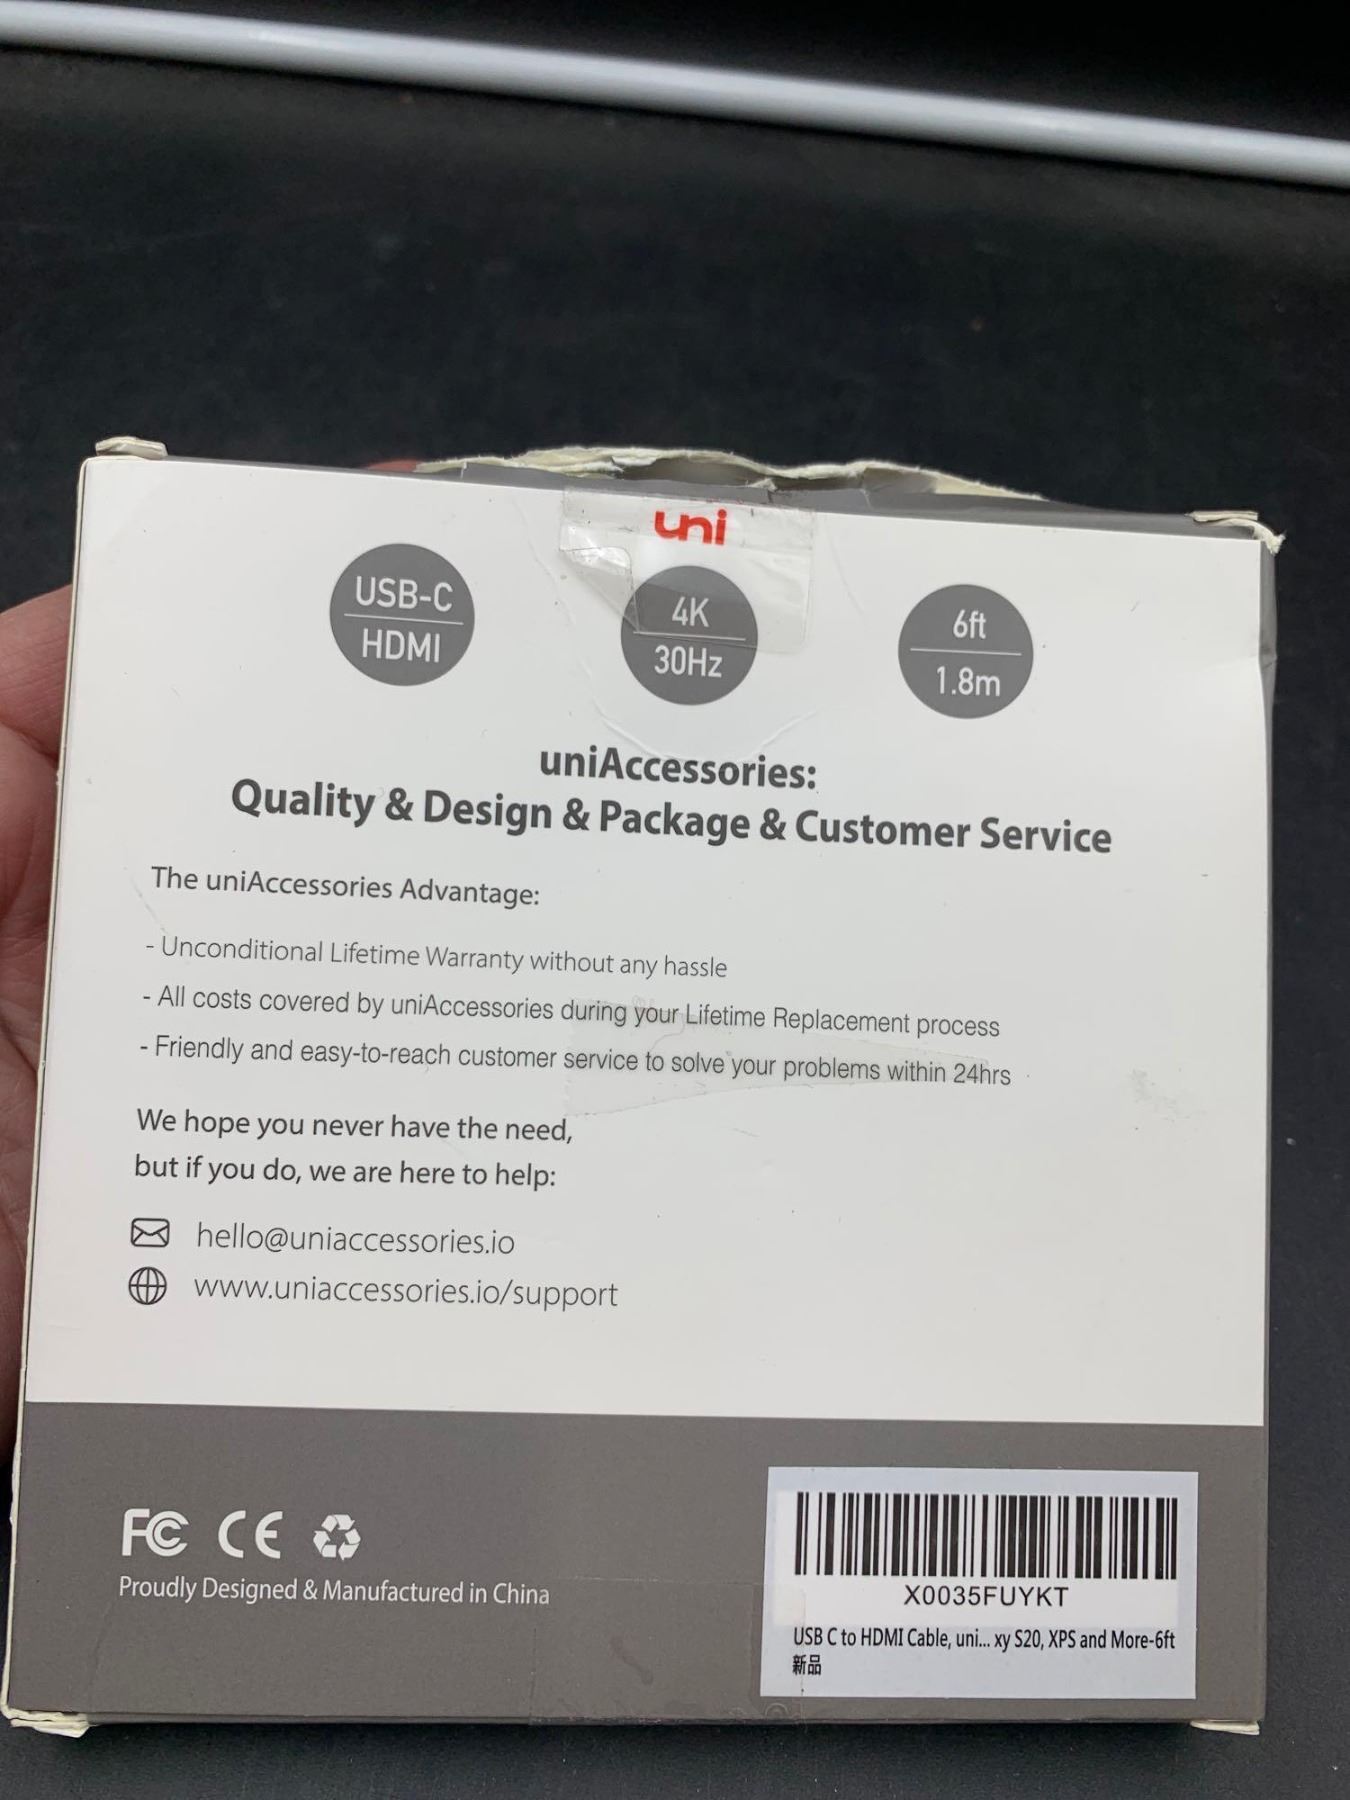 uni
USB-C
HDMI
4K
30Hz
6ft
1.8m
uniAccessories:
Quality & Design & Package & Customer Service
The uniAccessories Advantage:
- Unconditional Lifetime Warranty without any hassle
- All costs covered by uniAccessories during your Lifetime Replacement process
- Friendly and easy-to-reach customer service to solve your problems within 24hrs
We hope you never have the need,
but if you do, we are here to help:
hello@uniaccessories.io
www.uniaccessories.io/support
FC CE
Proudly Designed & Manufactured in China
X0035FUYKT
USB C to HDMI Cable, uni... xy S20, XPS and More-6ft
新品